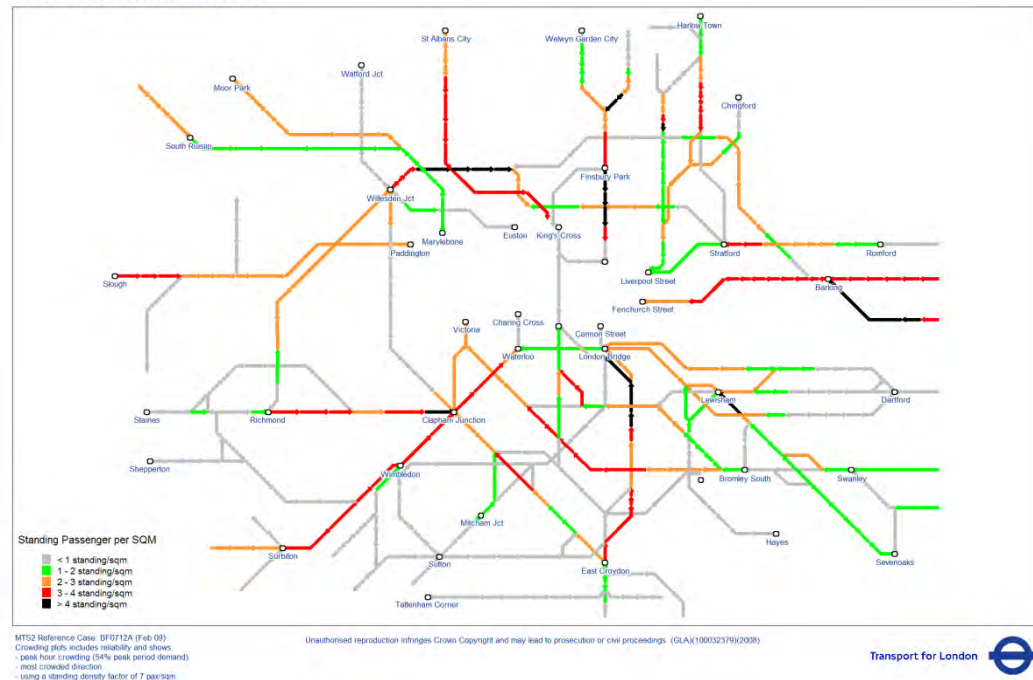 St Albans City
Welwyn Garden City
Harlow Town
Watford Jct
Moor Park
Chingford
South Ruislip
Finsbury Park
Willesden Jct
Marylebone
Euston
King's Cross
Paddington
Stratford
Romford
Slough
Liverpool Street
Barking
Fenchurch Street
Victoria
Charing Cross
Cannon Street
Waterloo
London Bridge
Staines
Richmond
Clapham Junction
Lewisham
Dartford
Shepperton
Wimbledon
Bromley South
Swanley
Mitcham Jct
Hayes
Surbiton
Sutton
East Croydon
Sevenoaks
Tattenham Corner
Standing Passenger per SQM
< 1 standing/sqm
1 - 2 standing/sqm
2 - 3 standing/sqm
3 - 4 standing/sqm
> 4 standing/sqm
MTS2 Reference Case: BF0712A (Feb 09)
Crowding plots includes reliability and shows:
- peak hour crowding (54% peak period demand)
- most crowded direction
- using a standing density factor of 7 pax/sqm
Unauthorised reproduction infringes Crown Copyright and may lead to prosecution or civil proceedings. (GLA)(100032379)(2008)
Transport for London